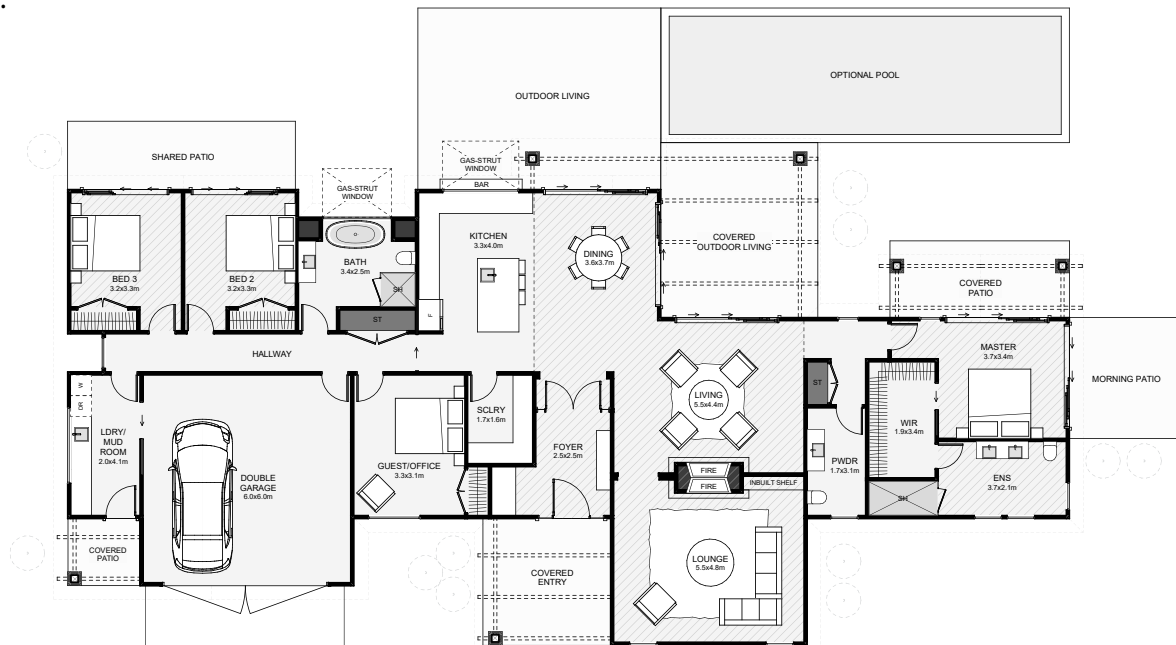 OPTIONAL POOL
OUTDOOR LIVING
SHARED PATIO
GAS-STRUT
WINDOW
GAS-STRUT
WINDOW
BAR
KITCHEN
3.3x4.0m
DINING
3.6x3.7m
COVERED
OUTDOOR LIVING
BATH
3.4x2.5m
BED 3
3.2x3.3m
BED 2
3.2x3.3m
SH
COVERED
PATIO
F
ST
HALLWAY
MASTER
3.7x3.4m
MORNING PATIO
W
DR
LDRY/
MUD
ROOM
2.0x4.1m
SCLRY
1.7x1.6m
LIVING
5.5x4.4m
ST
WIR
1.9x3.4m
FOYER
2.5x2.5m
GUEST/OFFICE
3.3x3.1m
DOUBLE
GARAGE
6.0x6.0m
PWDR
1.7x3.1m
FIRE
FIRE
INBUILT SHELF
ENS
3.7x2.1m
SH
COVERED
PATIO
COVERED
ENTRY
LOUNGE
5.5x4.8m